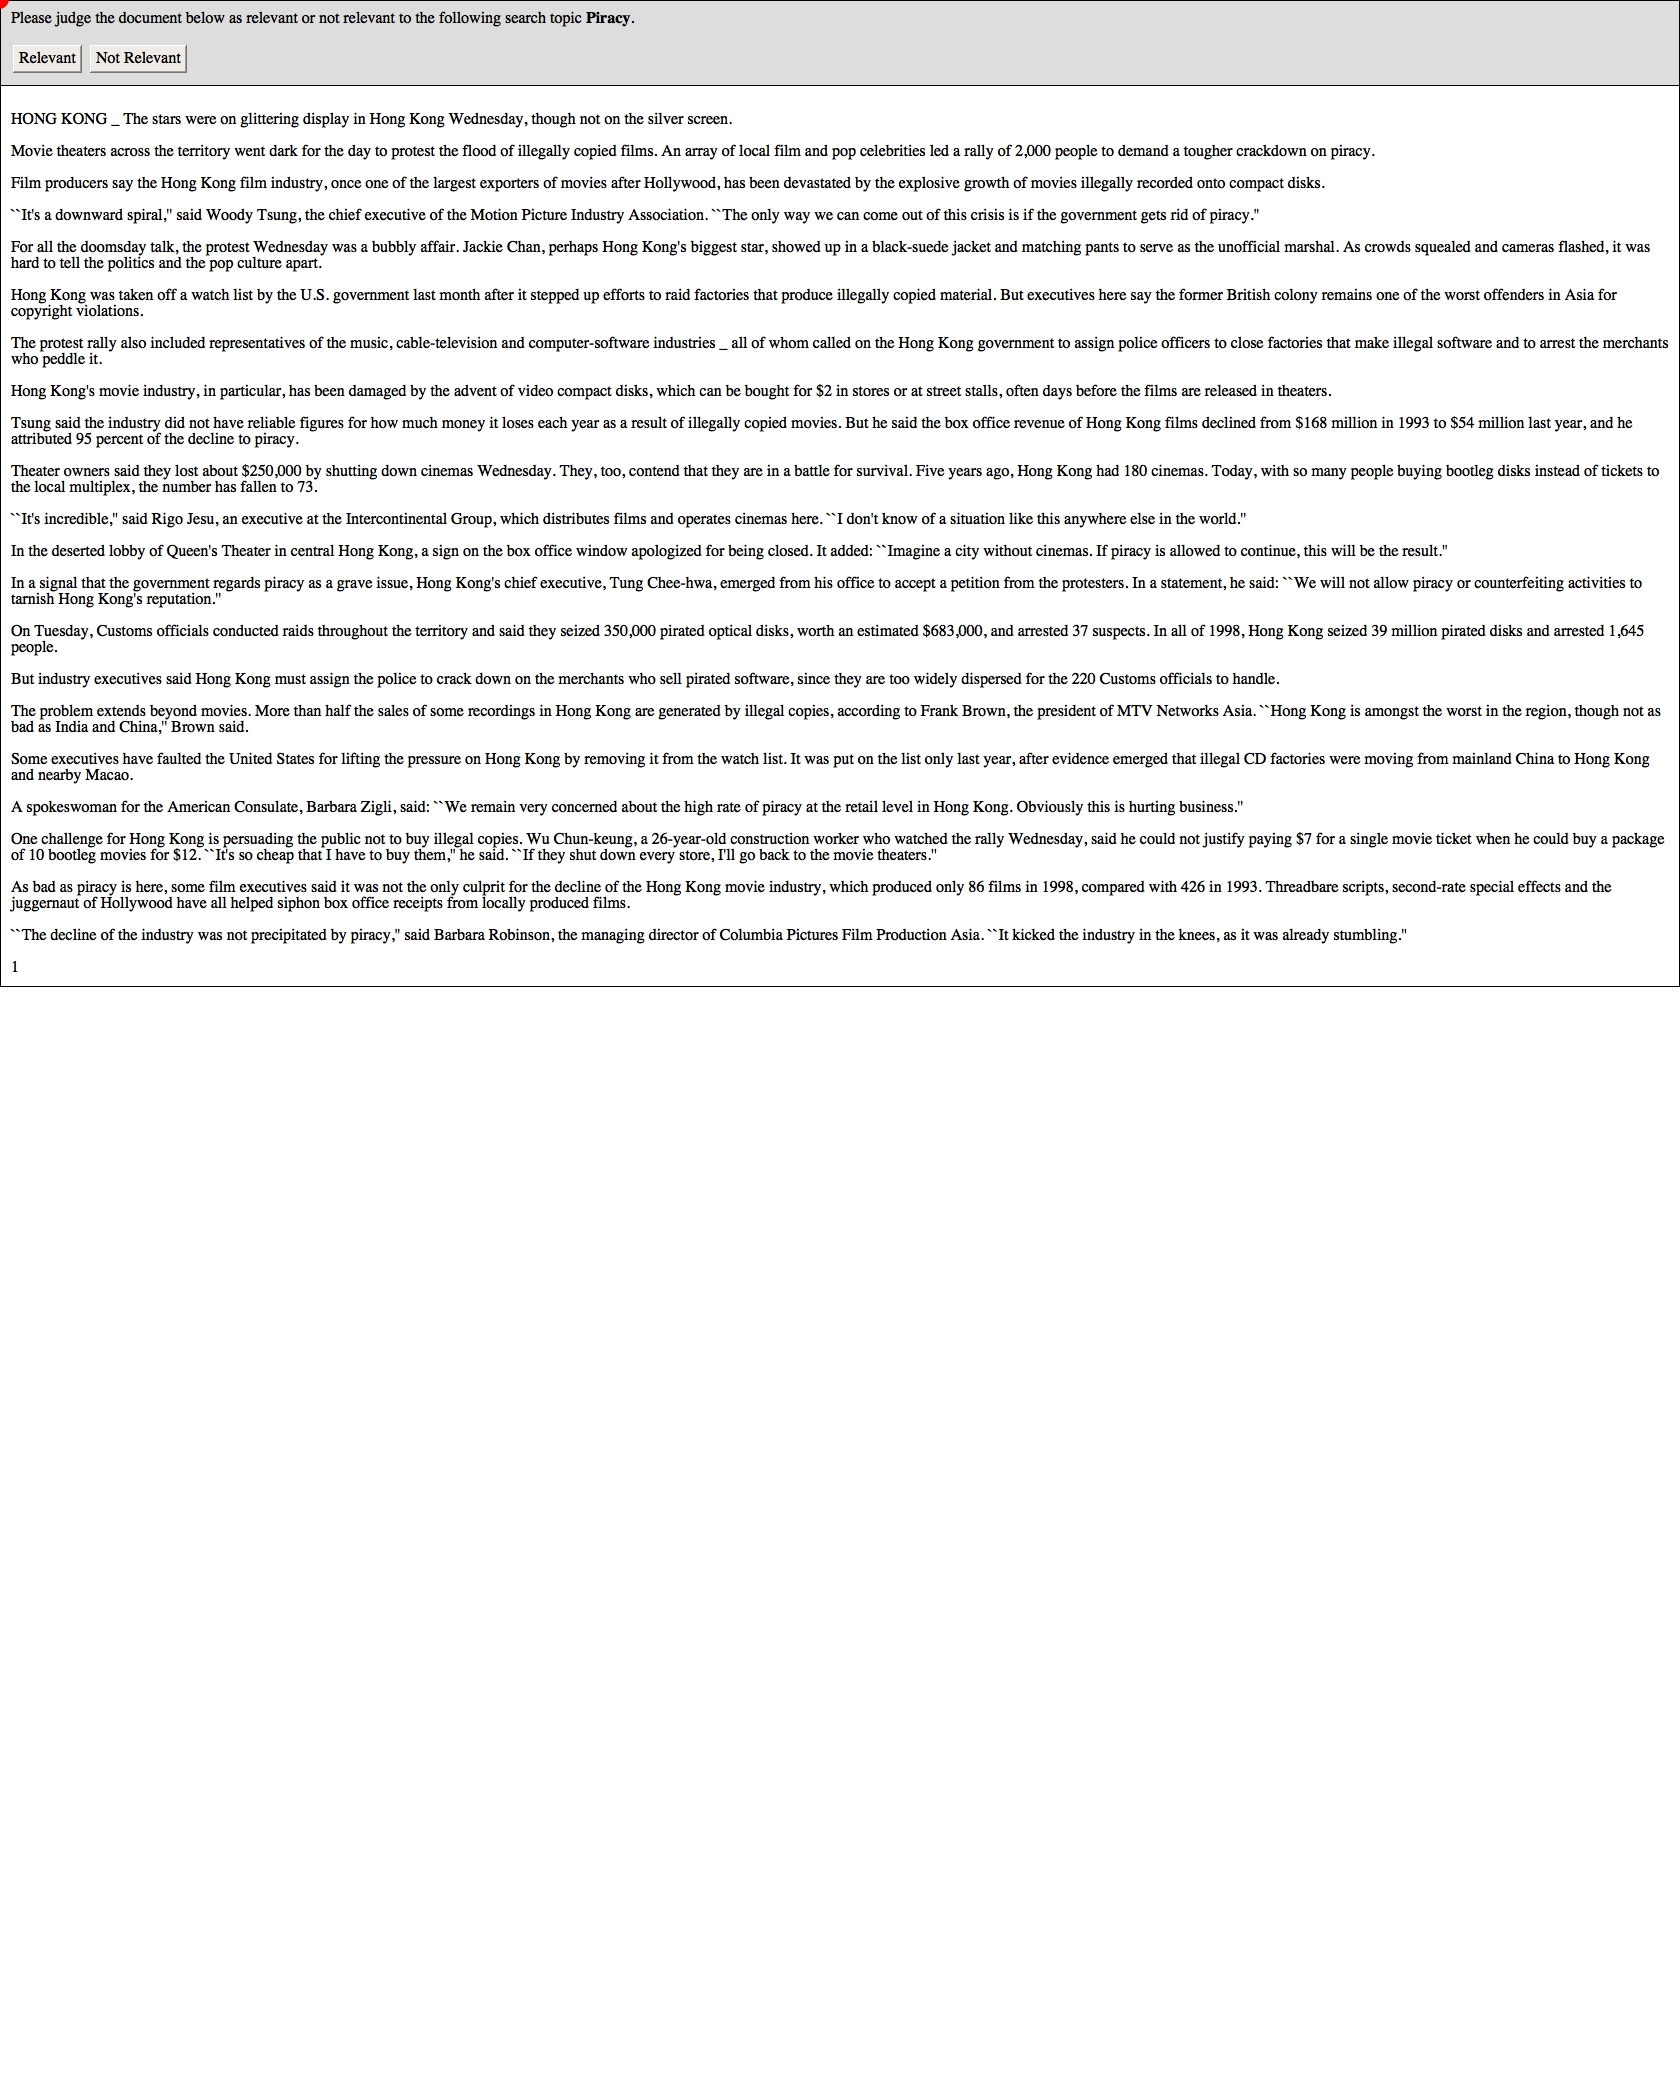 Please judge the document below as relevant or not relevant to the following search topic Piracy.
Relevant Not Relevant
HONG KONG _ The stars were on glittering display in Hong Kong Wednesday, though not on the silver screen.
Movie theaters across the territory went dark for the day to protest the flood of illegally copied films. An array of local film and pop celebrities led a rally of 2,000 people to demand a tougher crackdown on piracy.
Film producers say the Hong Kong film industry, once one of the largest exporters of movies after Hollywood, has been devastated by the explosive growth of movies illegally recorded onto compact disks.
``It's a downward spiral,'' said Woody Tsung, the chief executive of the Motion Picture Industry Association. ``The only way we can come out of this crisis is if the government gets rid of piracy.''
For all the doomsday talk, the protest Wednesday was a bubbly affair. Jackie Chan, perhaps Hong Kong's biggest star, showed up in a black-suede jacket and matching pants to serve as the unofficial marshal. As crowds squealed and cameras flashed, it was
hard to tell the politics and the pop culture apart.
Hong Kong was taken off a watch list by the U.S. government last month after it stepped up efforts to raid factories that produce illegally copied material. But executives here say the former British colony remains one of the worst offenders in Asia for
copyright violations.
The protest rally also included representatives of the music, cable-television and computer-software industries _ all of whom called on the Hong Kong government to assign police officers to close factories that make illegal software and to arrest the merchants
who peddle it.
Hong Kong's movie industry, in particular, has been damaged by the advent of video compact disks, which can be bought for $2 in stores or at street stalls, often days before the films are released in theaters.
Tsung said the industry did not have reliable figures for how much money it loses each year as a result of illegally copied movies. But he said the box office revenue of Hong Kong films declined from $168 million in 1993 to $54 million last year, and he
attributed 95 percent of the decline to piracy.
Theater owners said they lost about $250,000 by shutting down cinemas Wednesday. They, too, contend that they are in a battle for survival. Five years ago, Hong Kong had 180 cinemas. Today, with so many people buying bootleg disks instead of tickets to
the local multiplex, the number has fallen to 73.
``It's incredible,'' said Rigo Jesu, an executive at the Intercontinental Group, which distributes films and operates cinemas here. ``I don't know of a situation like this anywhere else in the world.''
In the deserted lobby of Queen's Theater in central Hong Kong, a sign on the box office window apologized for being closed. It added: ``Imagine a city without cinemas. If piracy is allowed to continue, this will be the result.''
In a signal that the government regards piracy as a grave issue, Hong Kong's chief executive, Tung Chee-hwa, emerged from his office to accept a petition from the protesters. In a statement, he said: ``We will not allow piracy or counterfeiting activities to
tarnish Hong Kong's reputation.''
On Tuesday, Customs officials conducted raids throughout the territory and said they seized 350,000 pirated optical disks, worth an estimated $683,000, and arrested 37 suspects. In all of 1998, Hong Kong seized 39 million pirated disks and arrested 1,645
people.
But industry executives said Hong Kong must assign the police to crack down on the merchants who sell pirated software, since they are too widely dispersed for the 220 Customs officials to handle.
The problem extends beyond movies. More than half the sales of some recordings in Hong Kong are generated by illegal copies, according to Frank Brown, the president of MTV Networks Asia. ``Hong Kong is amongst the worst in the region, though not as
bad as India and China,'' Brown said.
Some executives have faulted the United States for lifting the pressure on Hong Kong by removing it from the watch list. It was put on the list only last year, after evidence emerged that illegal CD factories were moving from mainland China to Hong Kong
and nearby Macao.
A spokeswoman for the American Consulate, Barbara Zigli, said: ``We remain very concerned about the high rate of piracy at the retail level in Hong Kong. Obviously this is hurting business.''
One challenge for Hong Kong is persuading the public not to buy illegal copies. Wu Chun-keung, a 26-year-old construction worker who watched the rally Wednesday, said he could not justify paying $7 for a single movie ticket when he could buy a package
of 10 bootleg movies for $12. ``It's so cheap that I have to buy them,'' he said. ``If they shut down every store, I'll go back to the movie theaters.''
As bad as piracy is here, some film executives said it was not the only culprit for the decline of the Hong Kong movie industry, which produced only 86 films in 1998, compared with 426 in 1993. Threadbare scripts, second-rate special effects and the
juggernaut of Hollywood have all helped siphon box office receipts from locally produced films.
``The decline of the industry was not precipitated by piracy,'' said Barbara Robinson, the managing director of Columbia Pictures Film Production Asia. ``It kicked the industry in the knees, as it was already stumbling.''
1